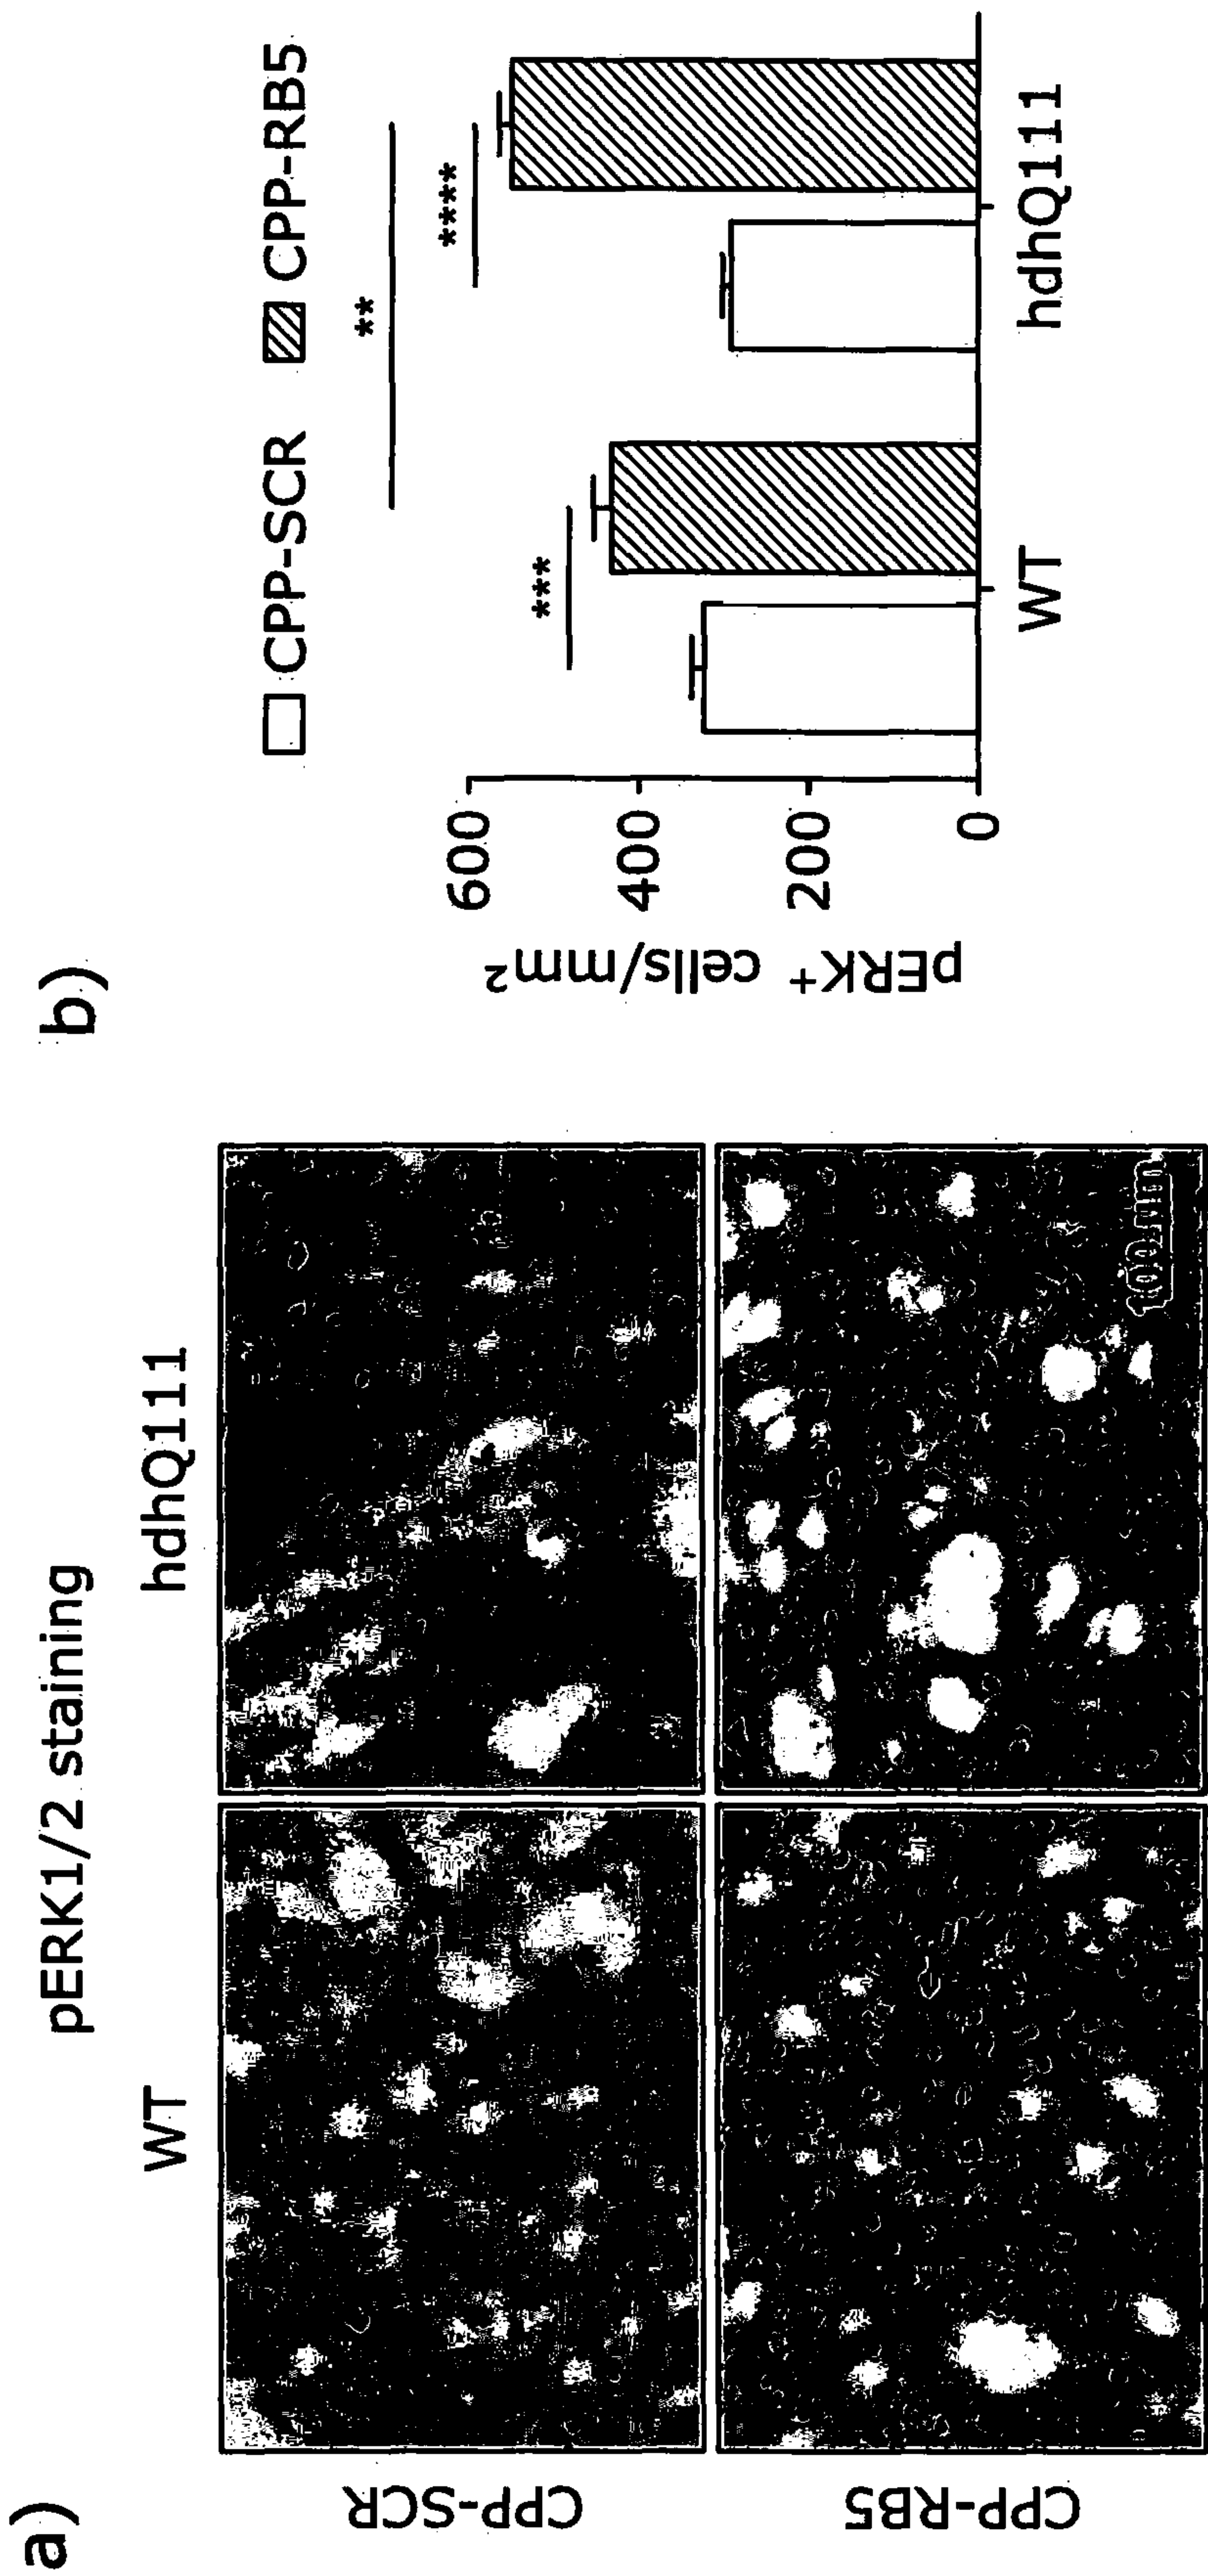 a)
pERK1/2 staining
WT
hdhQ111
CPP-SCR
CPP-RB5
100 µm
b)
CPP-SCR
CPP-RB5
**
***
****
600
400
200
0
pERK⁺ cells/mm²
WT
hdhQ111